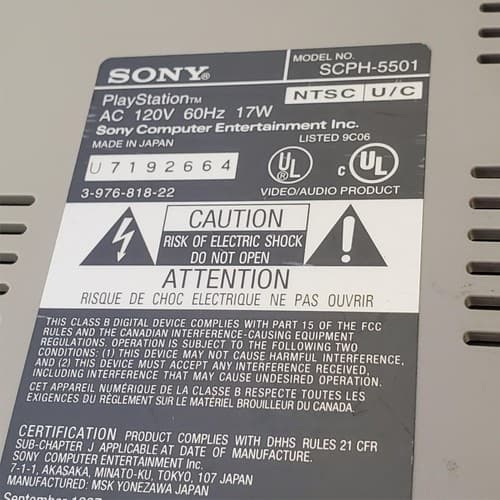 SONY®
MODEL NO.
SCPH-5501
PlayStation™
NTSC U/C
AC 120V 60Hz 17W
Sony Computer Entertainment Inc.
MADE IN JAPAN
LISTED 9C06
U7192664
UL ®
C UL ®
3-976-818-22
VIDEO/AUDIO PRODUCT
CAUTION
RISK OF ELECTRIC SHOCK
DO NOT OPEN
ATTENTION
RISQUE DE CHOC ELECTRIQUE NE PAS OUVRIR
THIS CLASS B DIGITAL DEVICE COMPLIES WITH PART 15 OF THE FCC
RULES AND THE CANADIAN INTERFERENCE-CAUSING EQUIPMENT
REGULATIONS. OPERATION IS SUBJECT TO THE FOLLOWING TWO
CONDITIONS: (1) THIS DEVICE MAY NOT CAUSE HARMFUL INTERFERENCE,
AND (2) THIS DEVICE MUST ACCEPT ANY INTERFERENCE RECEIVED,
INCLUDING INTERFERENCE THAT MAY CAUSE UNDESIRED OPERATION.
CET APPAREIL NUMÉRIQUE DE LA CLASSE B RESPECTE TOUTES LES
EXIGENCES DU RÈGLEMENT SUR LE MATÉRIEL BROUILLEUR DU CANADA.
CERTIFICATION PRODUCT COMPLIES WITH DHHS RULES 21 CFR
SUB-CHAPTER J APPLICABLE AT DATE OF MANUFACTURE.
SONY COMPUTER ENTERTAINMENT Inc.
7-1-1, AKASAKA, MINATO-KU, TOKYO, 107 JAPAN
MANUFACTURED: MSK YONEZAWA JAPAN
September 1997